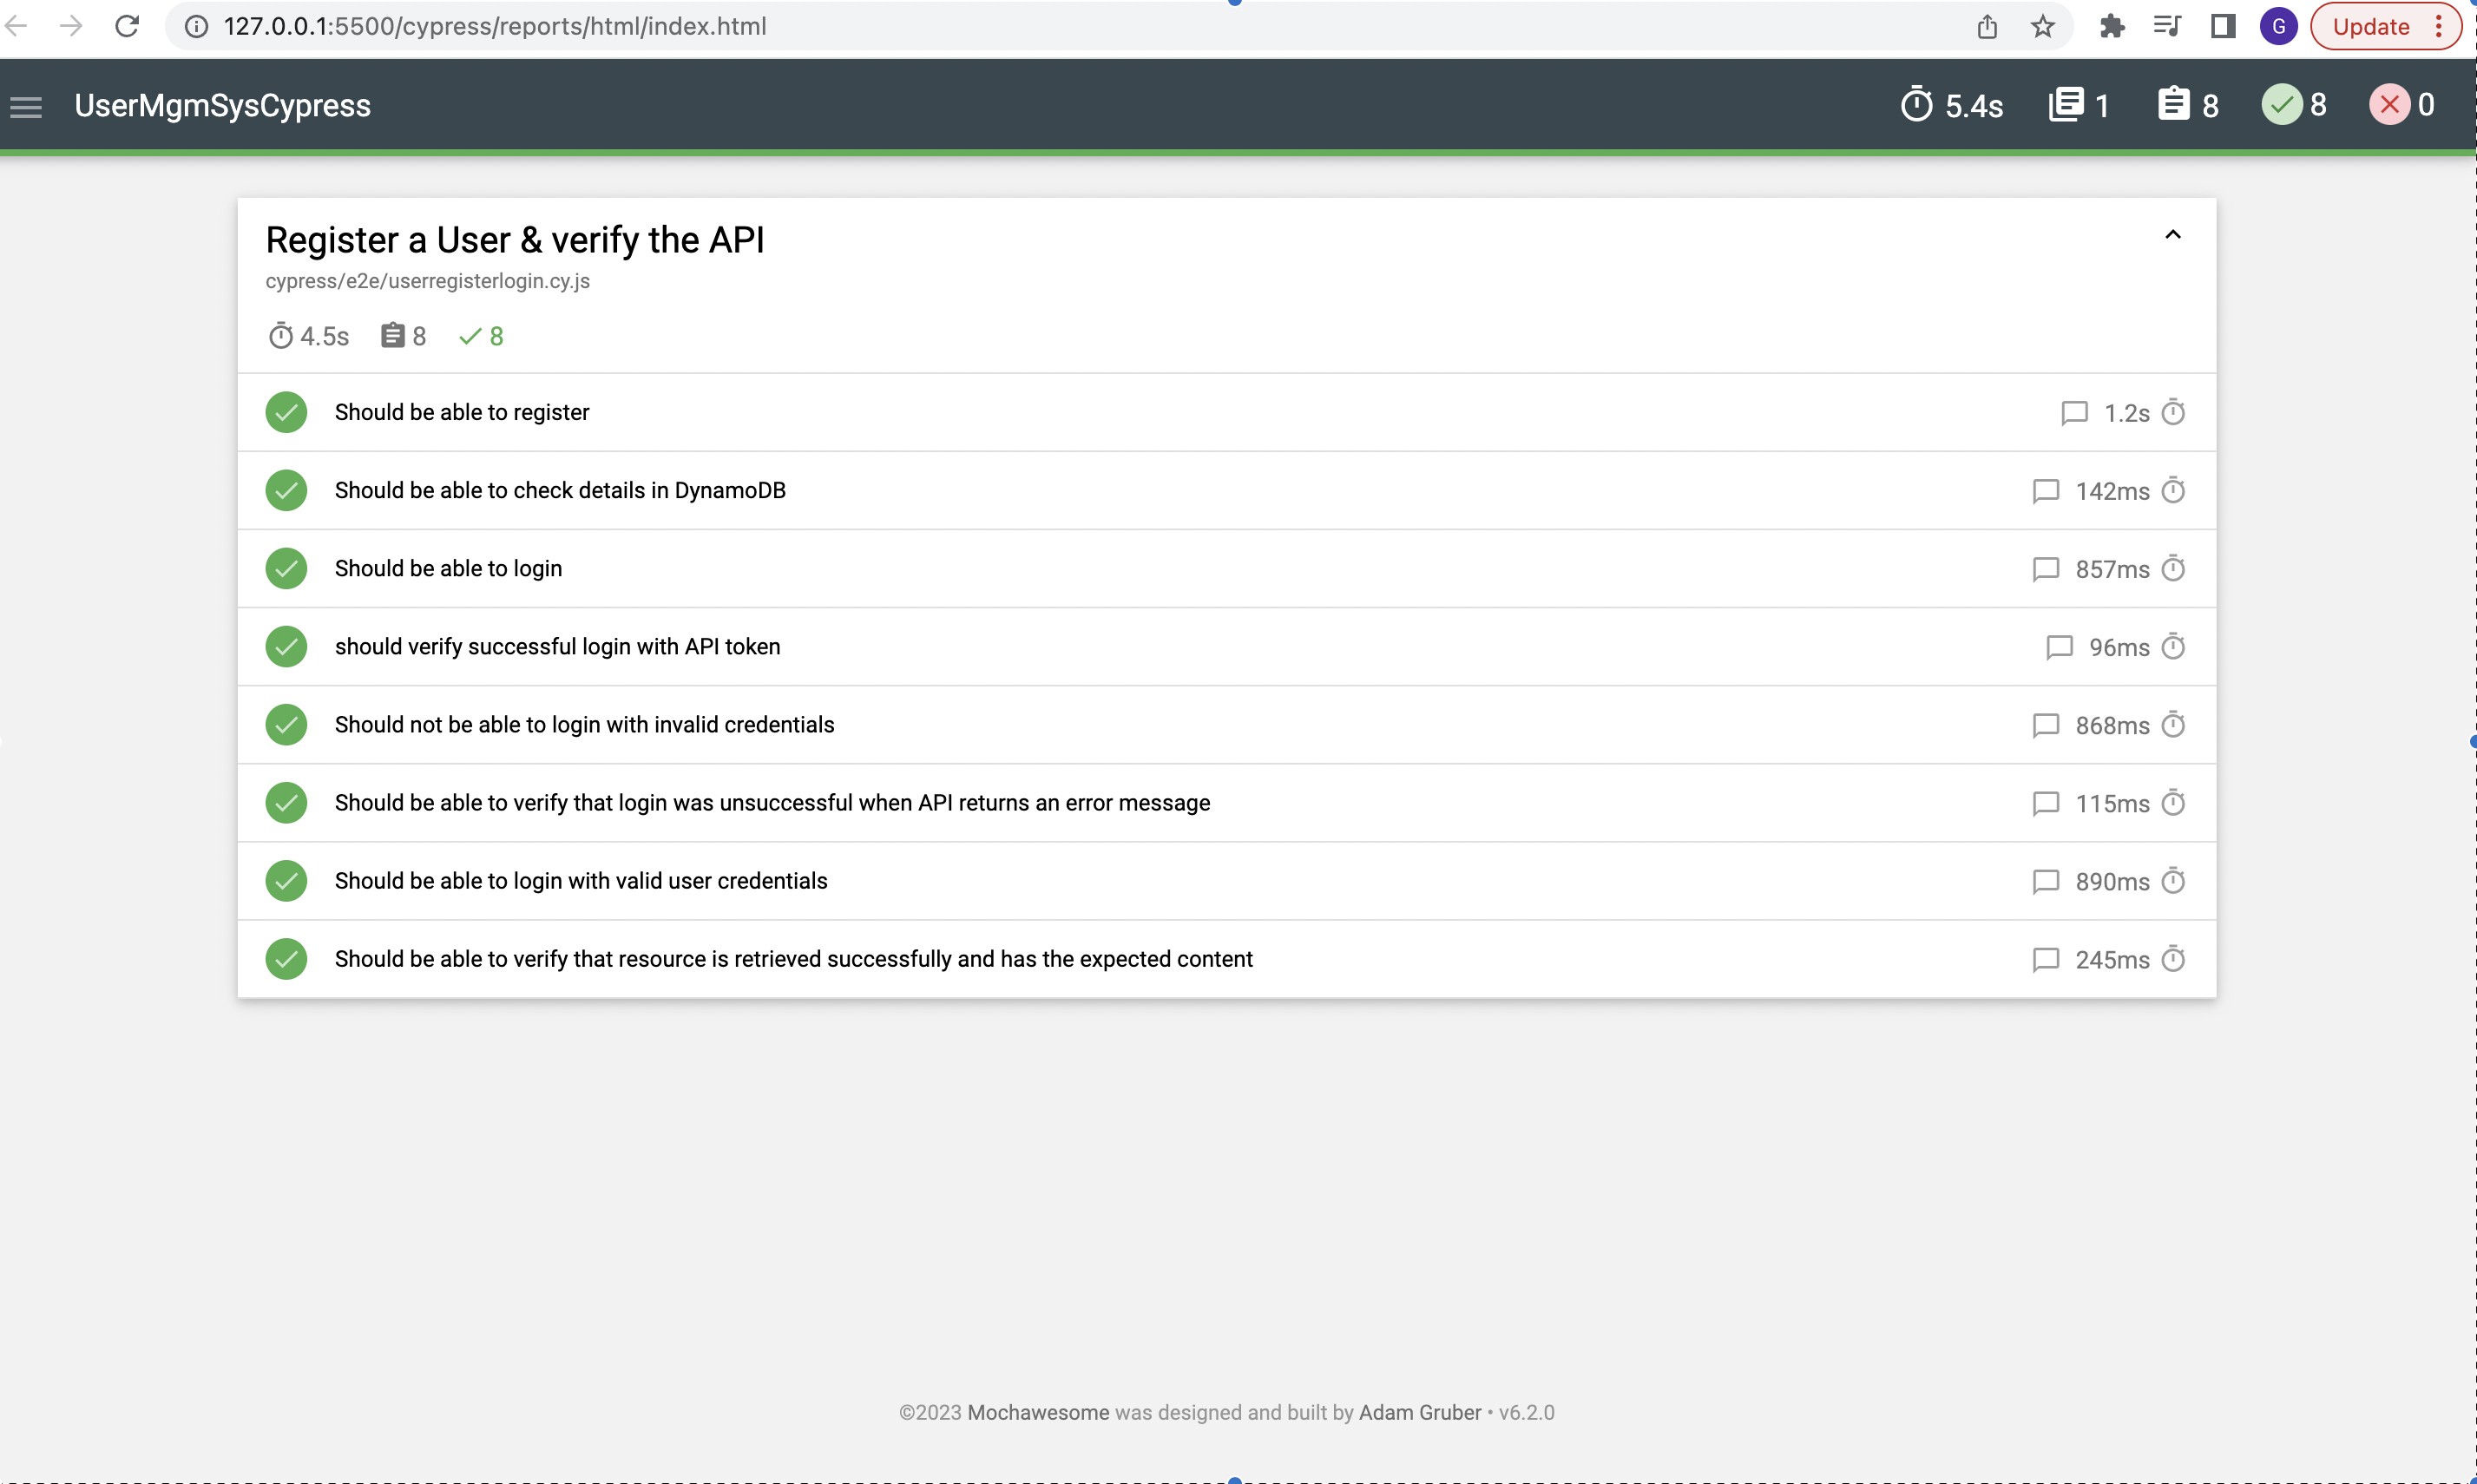 127.0.0.1:5500/cypress/reports/html/index.html G Update
UserMgmSysCypress 5.4s 1 8 8 0
Register a User & verify the API
cypress/e2e/userregisterlogin.cy.js
4.5s 8 8
Should be able to register 1.2s
Should be able to check details in DynamoDB 142ms
Should be able to login 857ms
should verify successful login with API token 96ms
Should not be able to login with invalid credentials 868ms
Should be able to verify that login was unsuccessful when API returns an error message 115ms
Should be able to login with valid user credentials 890ms
Should be able to verify that resource is retrieved successfully and has the expected content 245ms
©2023 Mochawesome was designed and built by Adam Gruber • v6.2.0